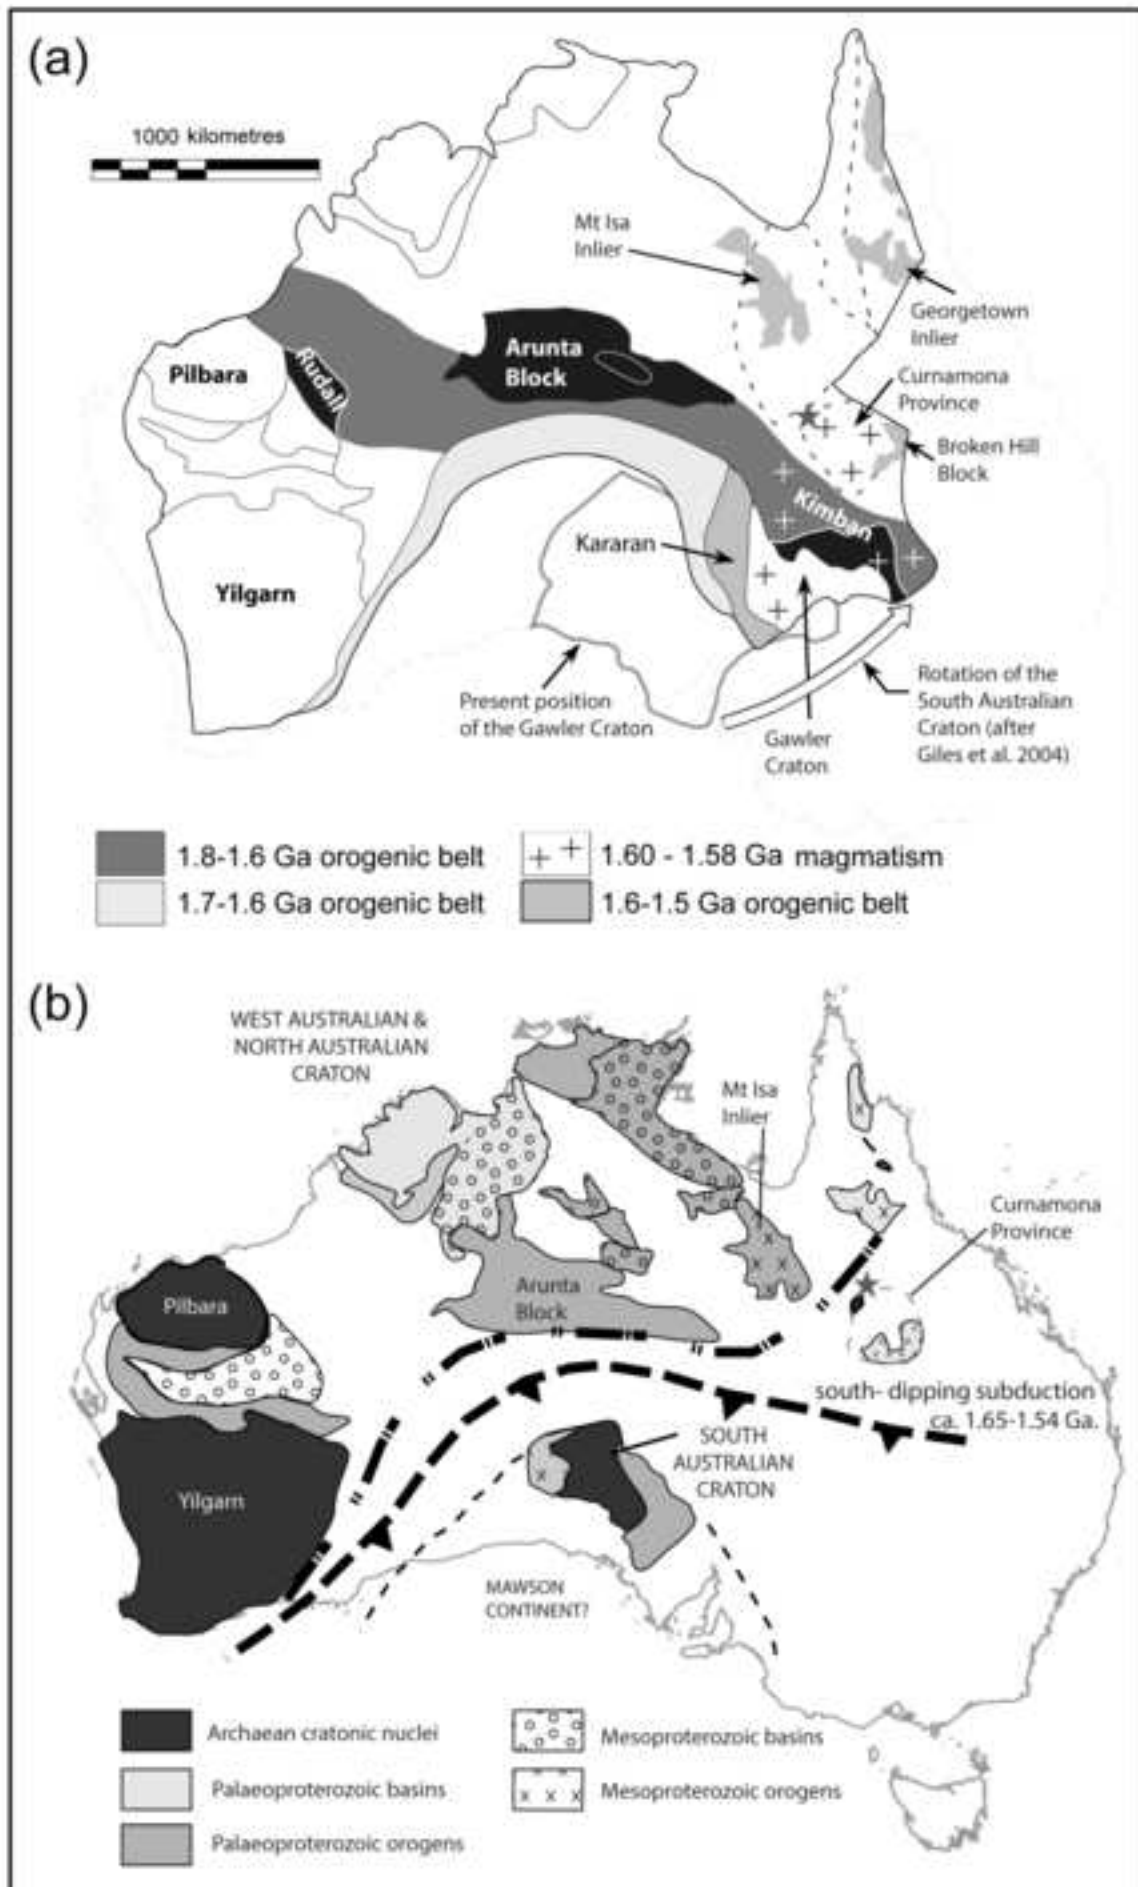 (a)
1000 kilometres
Mt Isa
Inlier
Georgetown
Inlier
Arunta
Block
Pilbara
Rudall
Curnamona
Province
Broken Hill
Block
Kimban
Kararan
Yilgarn
Present position
of the Gawler Craton
Gawler
Craton
Rotation of the
South Australian
Craton (after
Giles et al. 2004)
1.8-1.6 Ga orogenic belt
1.60 - 1.58 Ga magmatism
1.7-1.6 Ga orogenic belt
1.6-1.5 Ga orogenic belt
(b)
WEST AUSTRALIAN &
NORTH AUSTRALIAN
CRATON
Mt Isa
Inlier
Curnamona
Province
Pilbara
Arunta
Block
south- dipping subduction
ca. 1.65-1.54 Ga.
SOUTH
AUSTRALIAN
CRATON
Yilgarn
MAWSON
CONTINENT?
Archaean cratonic nuclei
Mesoproterozoic basins
Palaeoproterozoic basins
Mesoproterozoic orogens
Palaeoproterozoic orogens